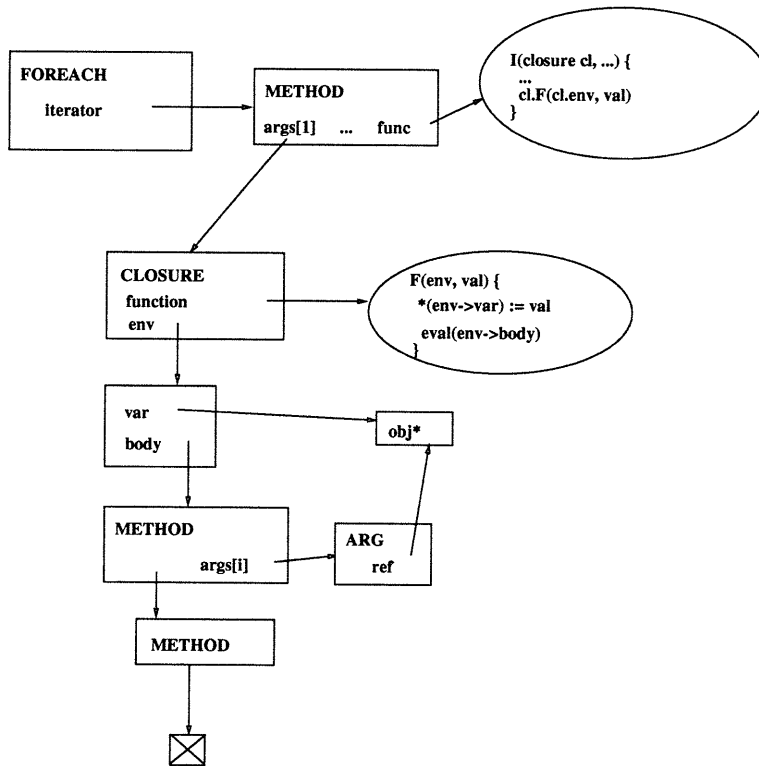 FOREACH
iterator
METHOD
args[1] ... func
I(closure cl, ...) {
...
cl.F(cl.env, val)
}
CLOSURE
function
env
F(env, val) {
*(env->var) := val
eval(env->body)
}
var
body
obj*
METHOD
args[i]
ARG
ref
METHOD